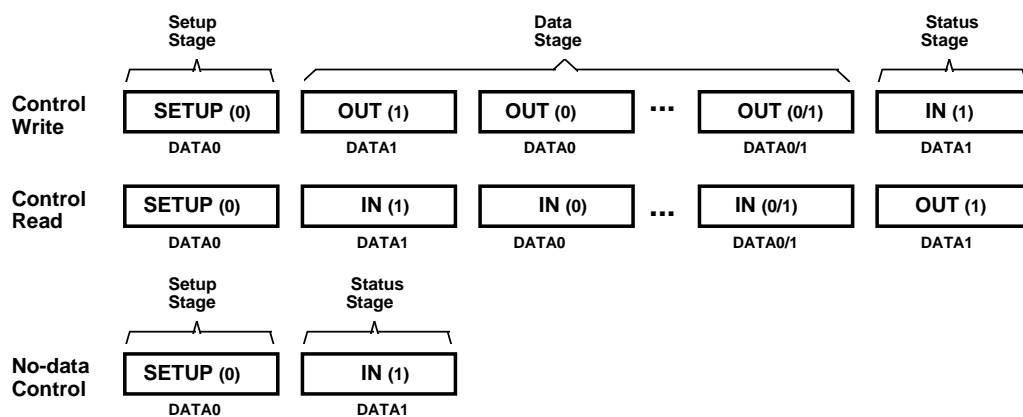 Setup Stage
Data Stage
Status Stage
Control Write
SETUP (0)
OUT (1)
OUT (0)
...
OUT (0/1)
IN (1)
DATA0
DATA1
DATA0
DATA0/1
DATA1
Control Read
SETUP (0)
IN (1)
IN (0)
...
IN (0/1)
OUT (1)
DATA0
DATA1
DATA0
DATA0/1
DATA1
Setup Stage
Status Stage
No-data Control
SETUP (0)
IN (1)
DATA0
DATA1